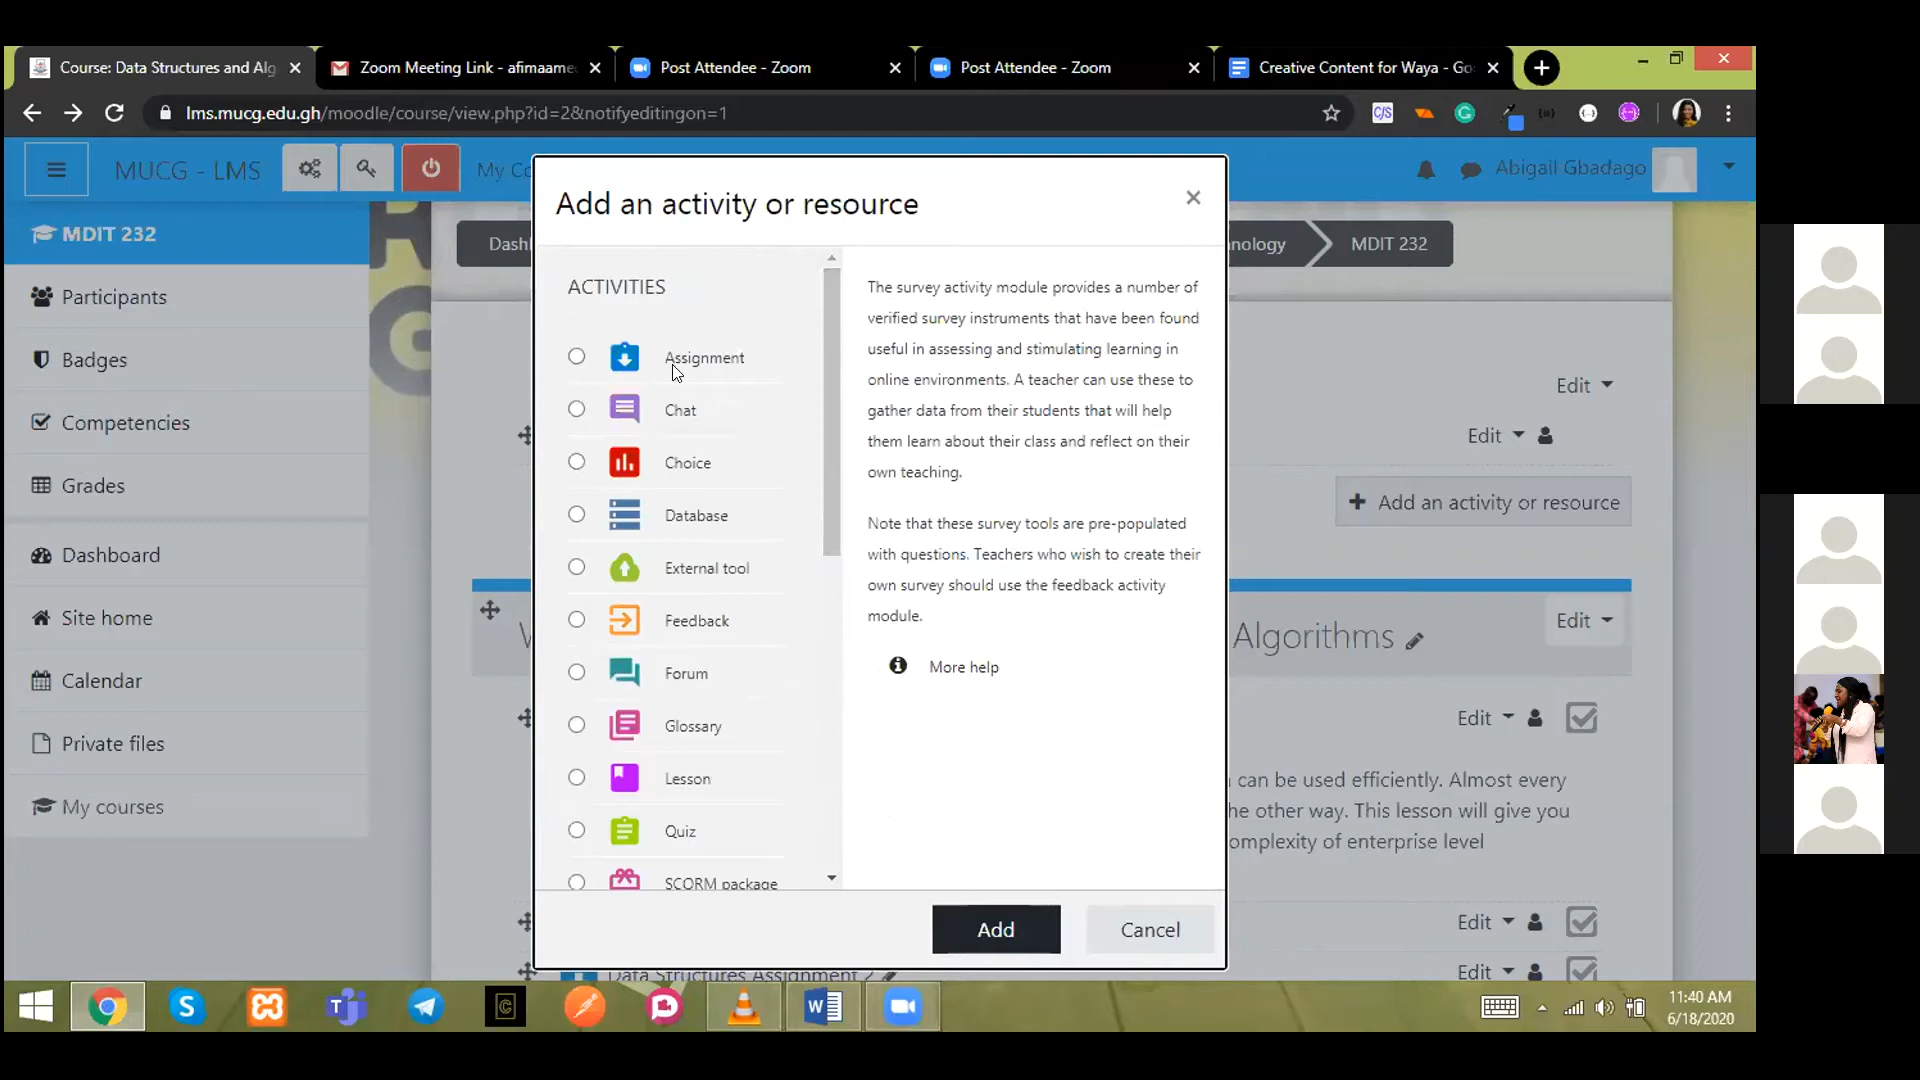 Course: Data Structures and Alg
Zoom Meeting Link - afimaame
Post Attendee - Zoom
Post Attendee - Zoom
Creative Content for Waya - Go
lms.mucg.edu.gh/moodle/course/view.php?id=2&notifyeditingon=1
MUCG - LMS
My Co
Abigail Gbadago
MDIT 232
Participants
Badges
Competencies
Grades
Dashboard
Site home
Calendar
Private files
My courses
Dash
nology
MDIT 232
Add an activity or resource
ACTIVITIES
Assignment
Chat
Choice
Database
External tool
Feedback
Forum
Glossary
Lesson
Quiz
SCORM package
The survey activity module provides a number of
verified survey instruments that have been found
useful in assessing and stimulating learning in
online environments. A teacher can use these to
gather data from their students that will help
them learn about their class and reflect on their
own teaching.
Note that these survey tools are pre-populated
with questions. Teachers who wish to create their
own survey should use the feedback activity
module.
More help
Add
Cancel
Edit
Edit
Add an activity or resource
Algorithms
Edit
Edit
can be used efficiently. Almost every
he other way. This lesson will give you
omplexity of enterprise level
Edit
Data Structures Assignment 2
Edit
11:40 AM
6/18/2020